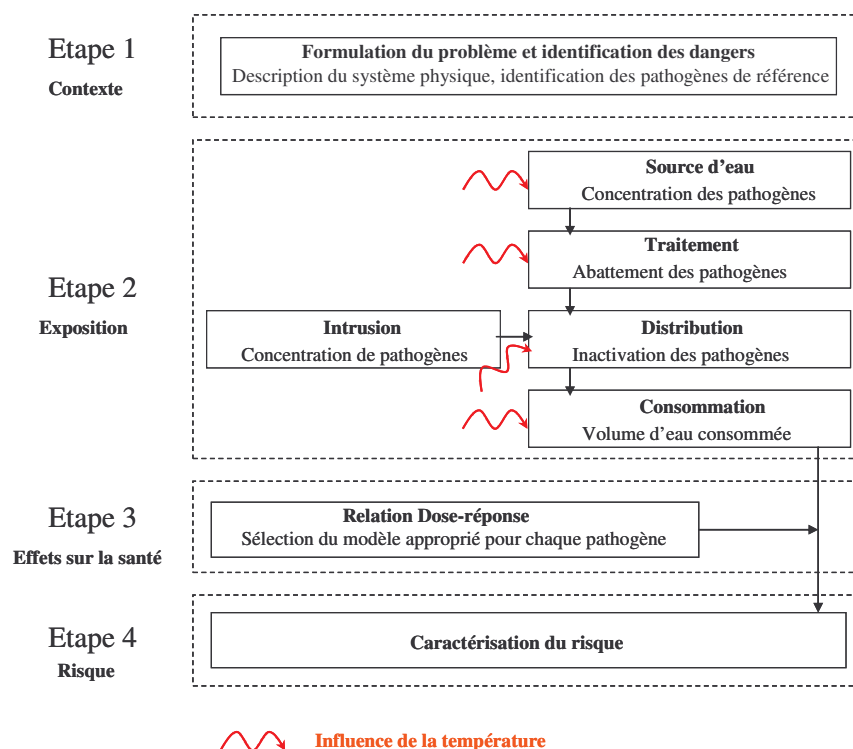 Etape 1
Contexte
Formulation du problème et identification des dangers
Description du système physique, identification des pathogènes de référence
Etape 2
Exposition
Source d'eau
Concentration des pathogènes
Traitement
Abattement des pathogènes
Intrusion
Concentration de pathogènes
Distribution
Inactivation des pathogènes
Consommation
Volume d'eau consommée
Etape 3
Effets sur la santé
Relation Dose-réponse
Sélection du modèle approprié pour chaque pathogène
Etape 4
Risque
Caractérisation du risque
Influence de la température